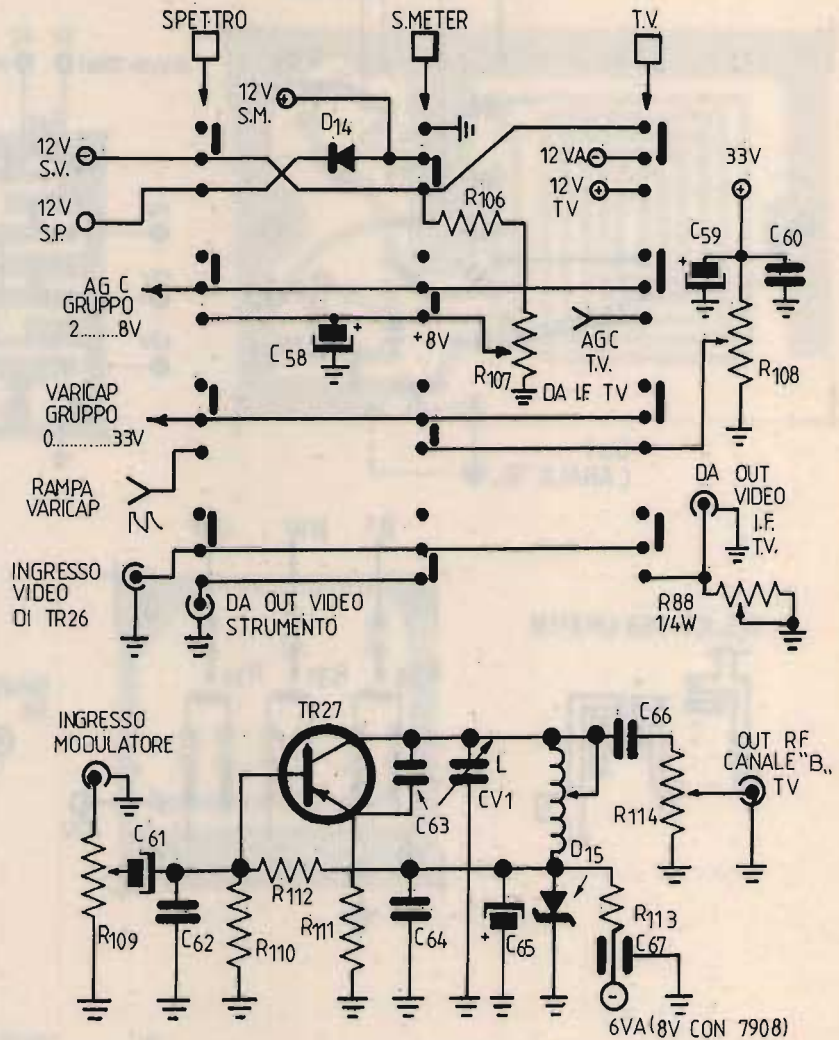 SPETTRO
S.METER
T.V.
12V
S.M.
D14
12V
S.V.
12V A
33V
12V
TV
12V
S.P.
R106
C59
C60
AGC
GRUPPO
2........8V
+
C58
+8V
R107
AGC
T.V.
DA I.F. TV
R108
VARICAP
GRUPPO
0............33V
RAMPA
VARICAP
DA OUT
VIDEO
I.F.
T.V.
INGRESSO
VIDEO
DI TR26
DA OUT VIDEO
STRUMENTO
R88
1/4W
INGRESSO
MODULATORE
TR27
C66
OUT RF
CANALE "B„
TV
L
CV1
C63
R114
C61
D15
R112
R113
R109
C62
R110
R111
C64
+
C65
C67
6VA(8V CON 7908)